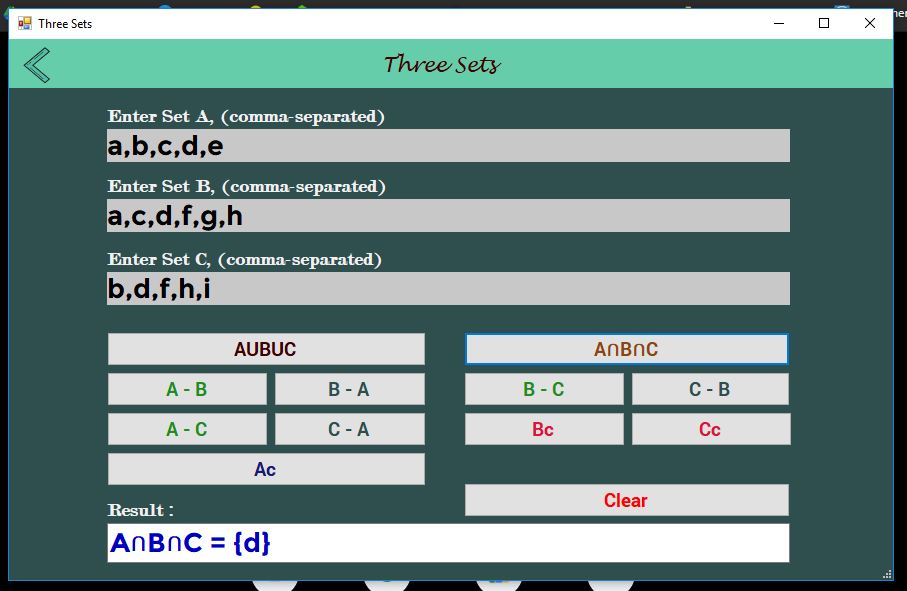 Three Sets
Three Sets
Enter Set A, (comma-separated)
a,b,c,d,e
Enter Set B, (comma-separated)
a,c,d,f,g,h
Enter Set C, (comma-separated)
b,d,f,h,i
AUBUC A∩B∩C
A - B B - A B - C C - B
A - C C - A Bc Cc
Ac
Clear
Result :
A∩B∩C = {d}